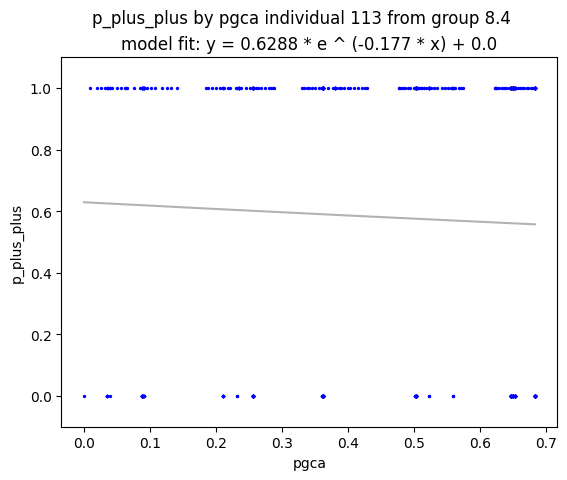 p_plus_plus by pgca individual 113 from group 8.4
model fit: y = 0.6288 * e ^ (-0.177 * x) + 0.0
p_plus_plus
1.0
0.8
0.6
0.4
0.2
0.0
0.0 0.1 0.2 0.3 0.4 0.5 0.6 0.7
pgca